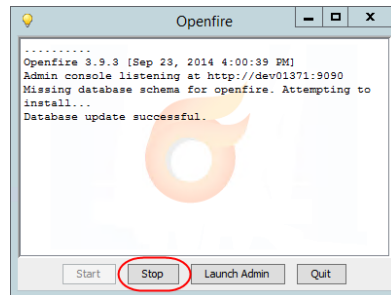 Openfire
..........
Openfire 3.9.3 [Sep 23, 2014 4:00:39 PM]
Admin console listening at http://dev01371:9090
Missing database schema for openfire. Attempting to
install...
Database update successful.
Start Stop Launch Admin Quit